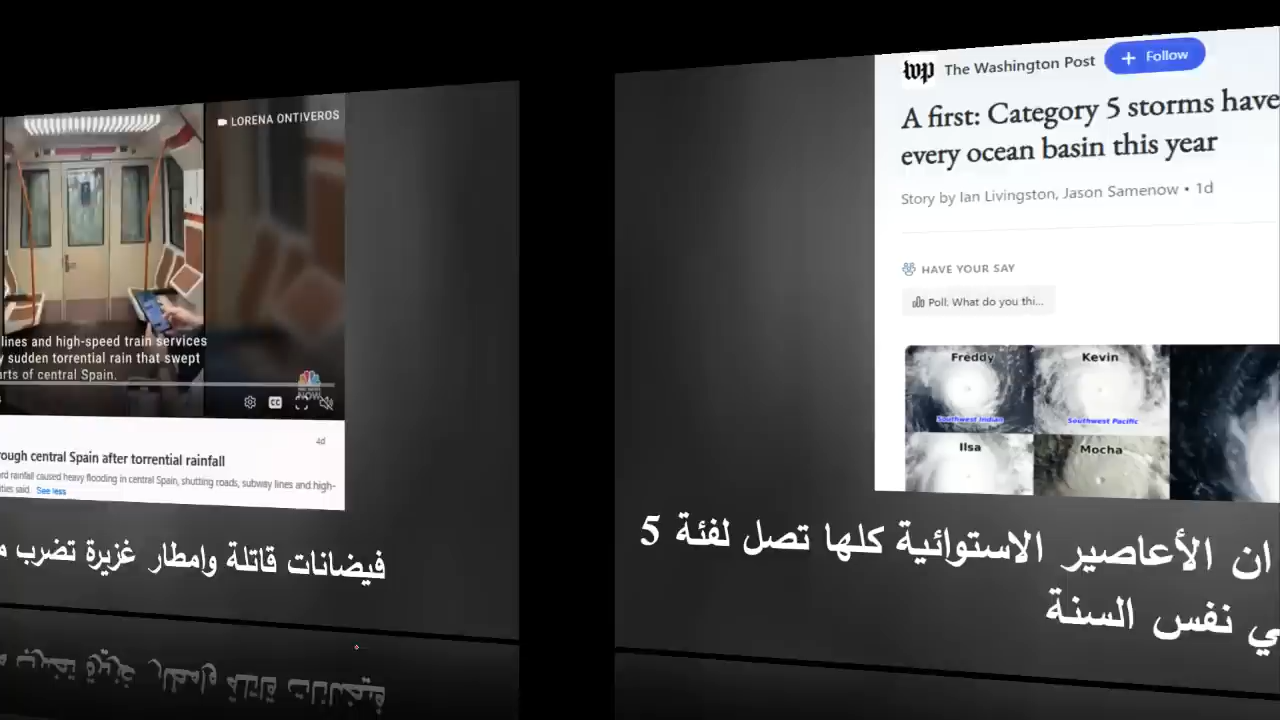 LORENA ONTIVEROS
lines and high-speed train services
sudden torrential rain that swept
of central Spain.
NOW
CC
4d
central Spain after torrential rainfall
rainfall caused heavy flooding in central Spain, shutting roads, subway lines and high-
said. See less
فيضانات قاتلة وامطار غزيرة تضرب
wp The Washington Post
+ Follow
A first: Category 5 storms have
every ocean basin this year
Story by Ian Livingston, Jason Samenow • 1d
HAVE YOUR SAY
Poll: What do you thi...
Freddy
Kevin
Southwest Indian
Southwest Pacific
Ilsa
Mocha
ان الأعاصير الاستوائية كلها تصل لفئة 5
نفس السنة